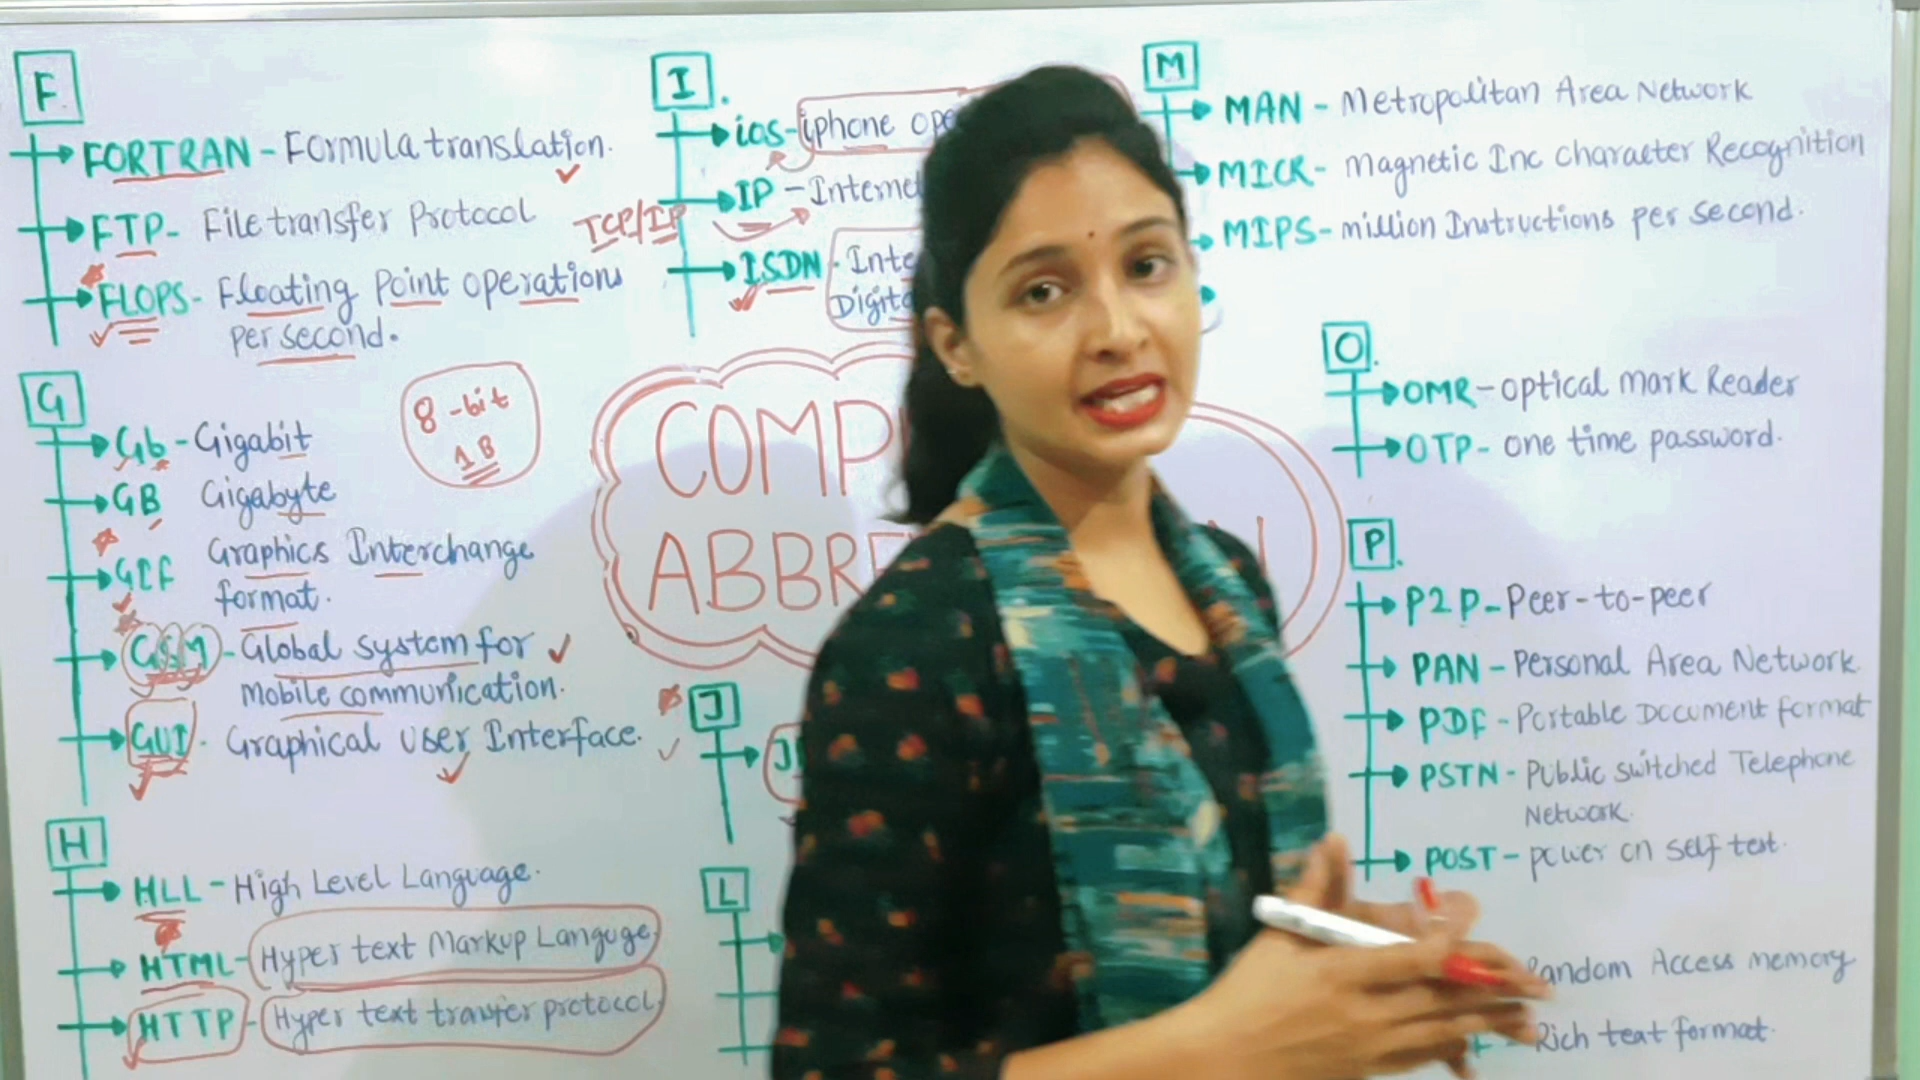 F
FORTRAN - Formula translation.
FTP - File transfer Protocol
FLOPS - Floating Point operations
per second.
G
Gb - Gigabit
8-bit
1B
GB Gigabyte
GIF Graphics Interchange
format.
GSM - Global system for
mobile communication.
GUI - Graphical user Interface.
H
HLL - High Level Language.
HTML - Hyper text Markup Languge.
HTTP - Hyper text transfer protocol.
I
ios - iphone
IP -
TCP/IP
ISDN -
COMP
ABBRE
J
L
M
MAN - Metropolitan Area Network
MICR - Magnetic Inc Character Recognition
MIPS - million Instructions per second.
O
OMR - optical mark Reader
OTP - one time password.
P
P2P - Peer-to-peer
PAN - Personal Area Network
PDF - Portable Document format
PSTN - Public switched Telephone
Network.
POST - power on self test.
Random Access memory
Rich text format.